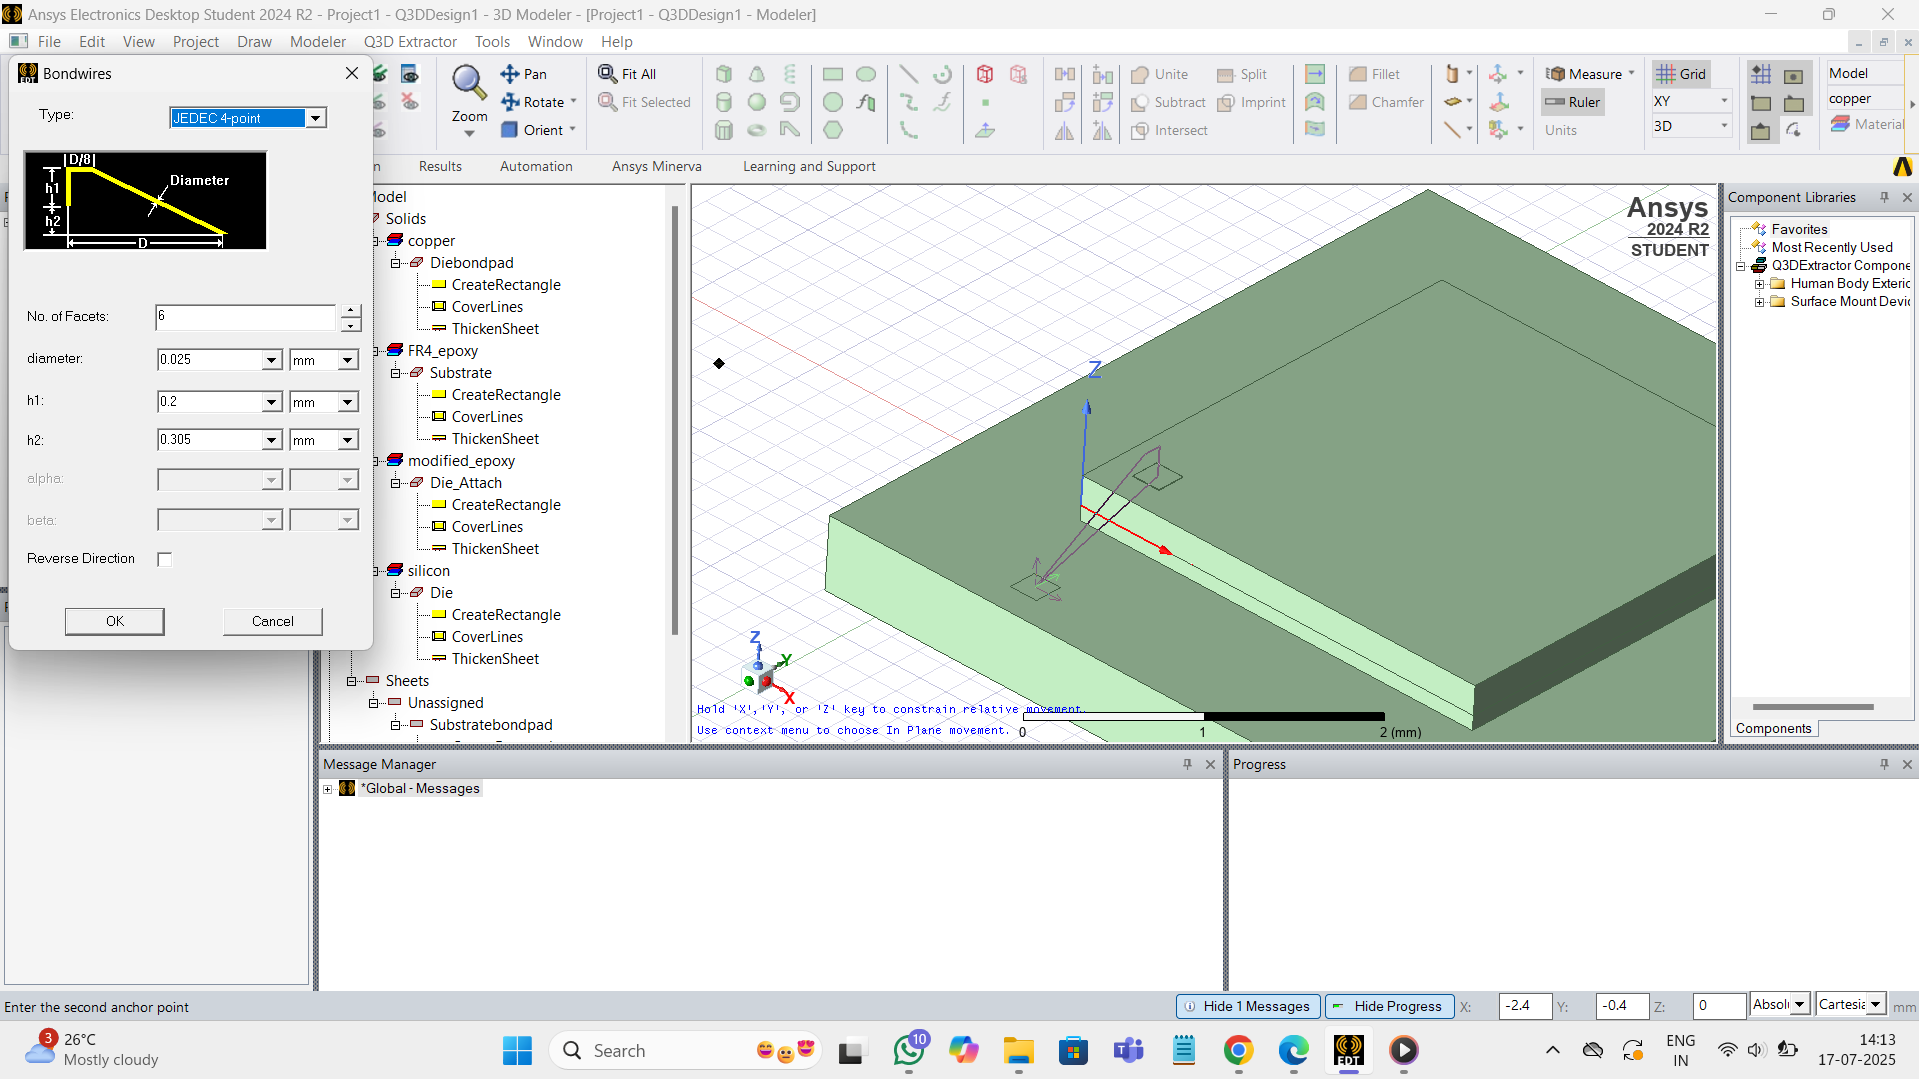 Ansys Electronics Desktop Student 2024 R2 - Project1 - Q3DDesign1 - 3D Modeler - [Project1 - Q3DDesign1 - Modeler]
File Edit View Project Draw Modeler Q3D Extractor Tools Window Help
Bondwires
Type: JEDEC 4-point
D/8
h1
h2
Diameter
D
No. of Facets: 6
diameter: 0.025 mm
h1: 0.2 mm
h2: 0.305 mm
alpha:
beta:
Reverse Direction
OK Cancel
Zoom
Pan
Rotate
Orient
Fit All
Fit Selected
Unite
Subtract
Intersect
Split
Imprint
Fillet
Chamfer
Measure
Ruler
Units
Grid
XY
3D
Model
copper
Material
Results Automation Ansys Minerva Learning and Support
Model
Solids
copper
Diebondpad
CreateRectangle
CoverLines
ThickenSheet
FR4_epoxy
Substrate
CreateRectangle
CoverLines
ThickenSheet
modified_epoxy
Die_Attach
CreateRectangle
CoverLines
ThickenSheet
silicon
Die
CreateRectangle
CoverLines
ThickenSheet
Sheets
Unassigned
Substratebondpad
Ansys
2024 R2
STUDENT
Z
Z
Y
X
Hold 'X','Y', or 'Z' key to constrain relative movement.
Use context menu to choose In Plane movement.
0 1 2 (mm)
Component Libraries
Favorites
Most Recently Used
Q3DExtractor Compone
Human Body Exteric
Surface Mount Devi
Components
Message Manager
*Global - Messages
Progress
Enter the second anchor point
Hide 1 Messages Hide Progress X: -2.4 Y: -0.4 Z: 0 Absol Cartesia mm
3
26°C
Mostly cloudy
Search
10
EDT
ENG
IN
14:13
17-07-2025